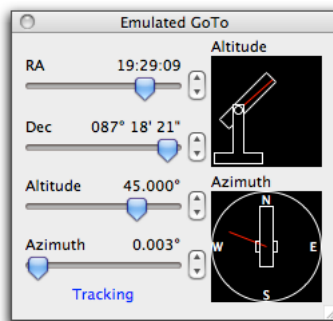 Emulated GoTo
Altitude
RA 19:29:09
Dec 087° 18' 21"
Altitude 45.000°
Azimuth
N
W E
S
Azimuth 0.003°
Tracking